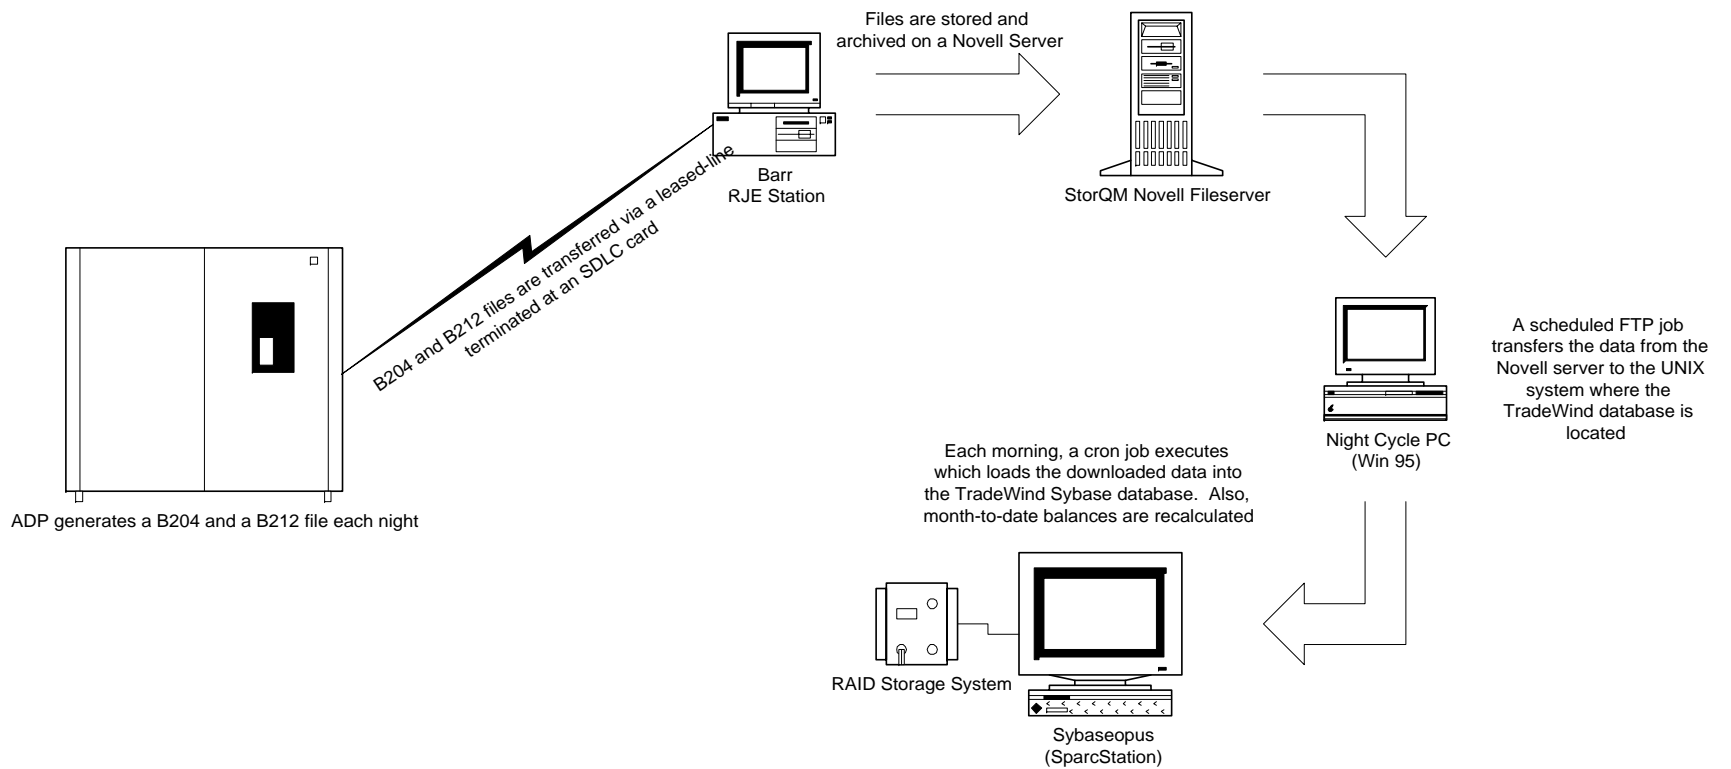 Files are stored and
archived on a Novell Server
Barr
RJE Station
StorQM Novell Fileserver
B204 and B212 files are transferred via a leased-line
terminated at an SDLC card
ADP generates a B204 and a B212 file each night
A scheduled FTP job
transfers the data from the
Novell server to the UNIX
system where the
TradeWind database is
located
Night Cycle PC
(Win 95)
Each morning, a cron job executes
which loads the downloaded data into
the TradeWind Sybase database.  Also,
month-to-date balances are recalculated
RAID Storage System
Sybaseopus
(SparcStation)